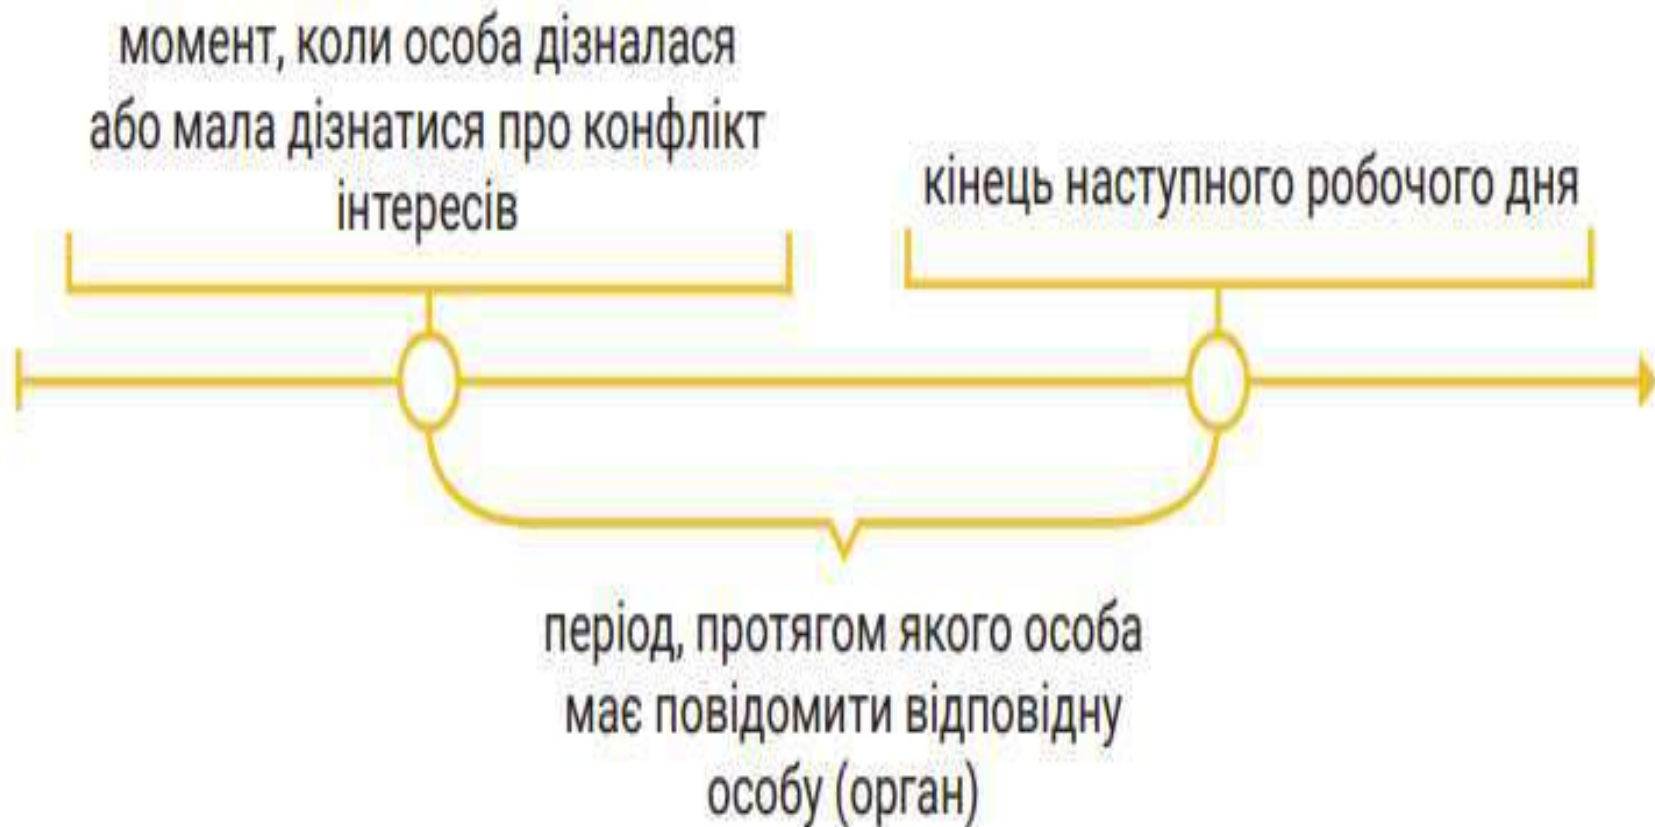 момент, коли особа дізналася
або мала дізнатися про конфлікт
інтересів
кінець наступного робочого дня
період, протягом якого особа
має повідомити відповідну
особу (орган)